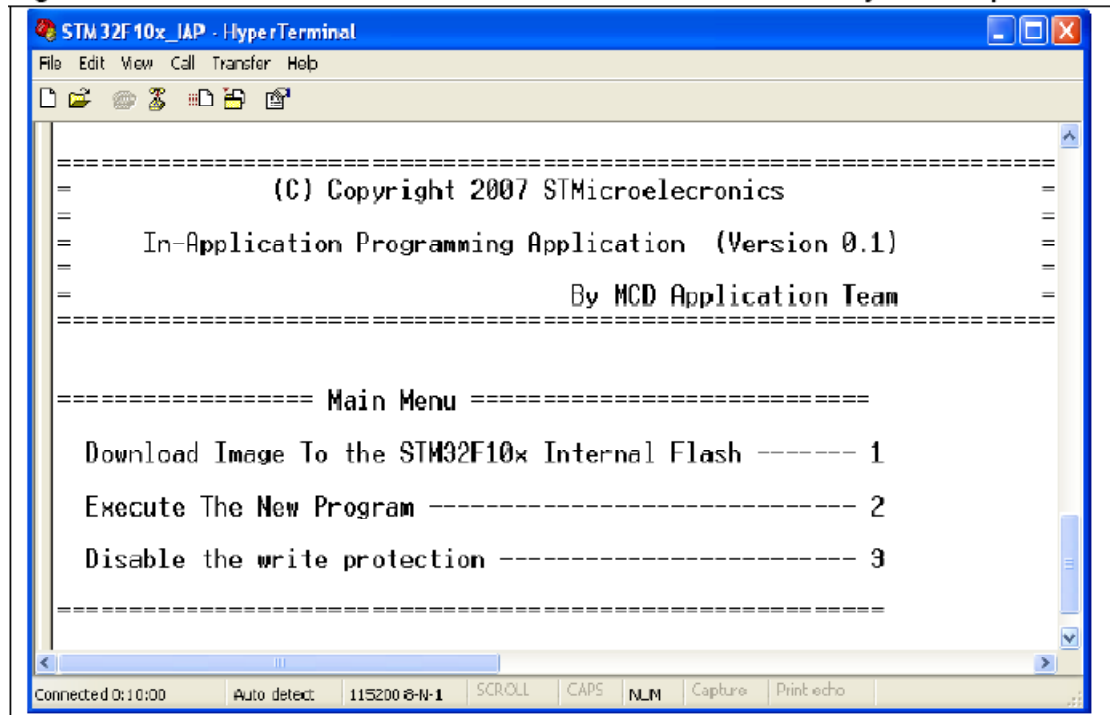 STM32F10x_IAP - HyperTerminal
File Edit View Call Transfer Help
====================================================================
= (C) Copyright 2007 STMicroelecronics =
= =
= In-Application Programming Application (Version 0.1) =
= =
= By MCD Application Team =
====================================================================
================== Main Menu ============================
Download Image To the STM32F10x Internal Flash ------- 1
Execute The New Program ------------------------------ 2
Disable the write protection ------------------------- 3
==========================================================
Connected 0:10:00 Auto detect 115200 8-N-1 SCROLL CAPS NUM Capture Print echo